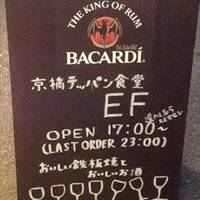 THE KING OF RUM
BACARDÍ
京橋テッパン食堂
EF
OPEN 17:00〜
(LAST ORDER 23:00)
おいしい鉄板焼と
おいしいお酒